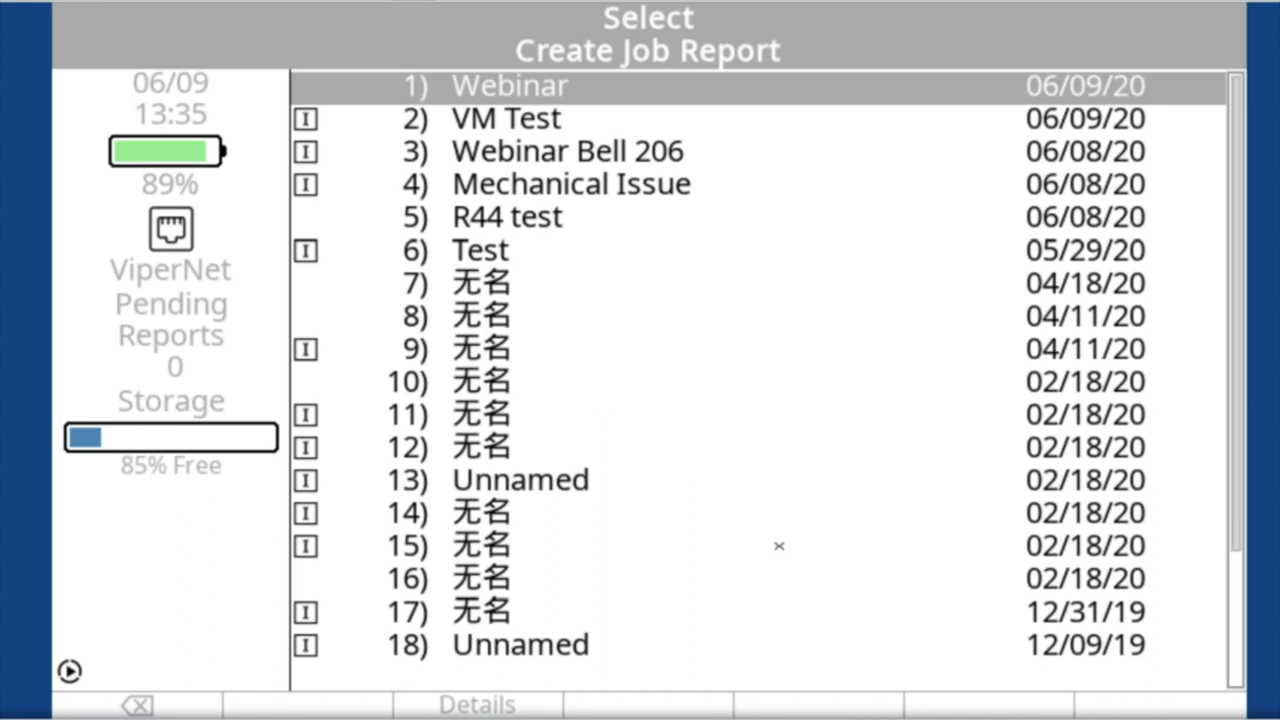 Select
Create Job Report
06/09
13:35
89%
ViperNet
Pending
Reports
0
Storage
85% Free
1) Webinar 06/09/20
I 2) VM Test 06/09/20
I 3) Webinar Bell 206 06/08/20
I 4) Mechanical Issue 06/08/20
5) R44 test 06/08/20
I 6) Test 05/29/20
7) 无名 04/18/20
8) 无名 04/11/20
I 9) 无名 04/11/20
10) 无名 02/18/20
I 11) 无名 02/18/20
I 12) 无名 02/18/20
I 13) Unnamed 02/18/20
I 14) 无名 02/18/20
I 15) 无名 02/18/20
16) 无名 02/18/20
I 17) 无名 12/31/19
I 18) Unnamed 12/09/19
Details